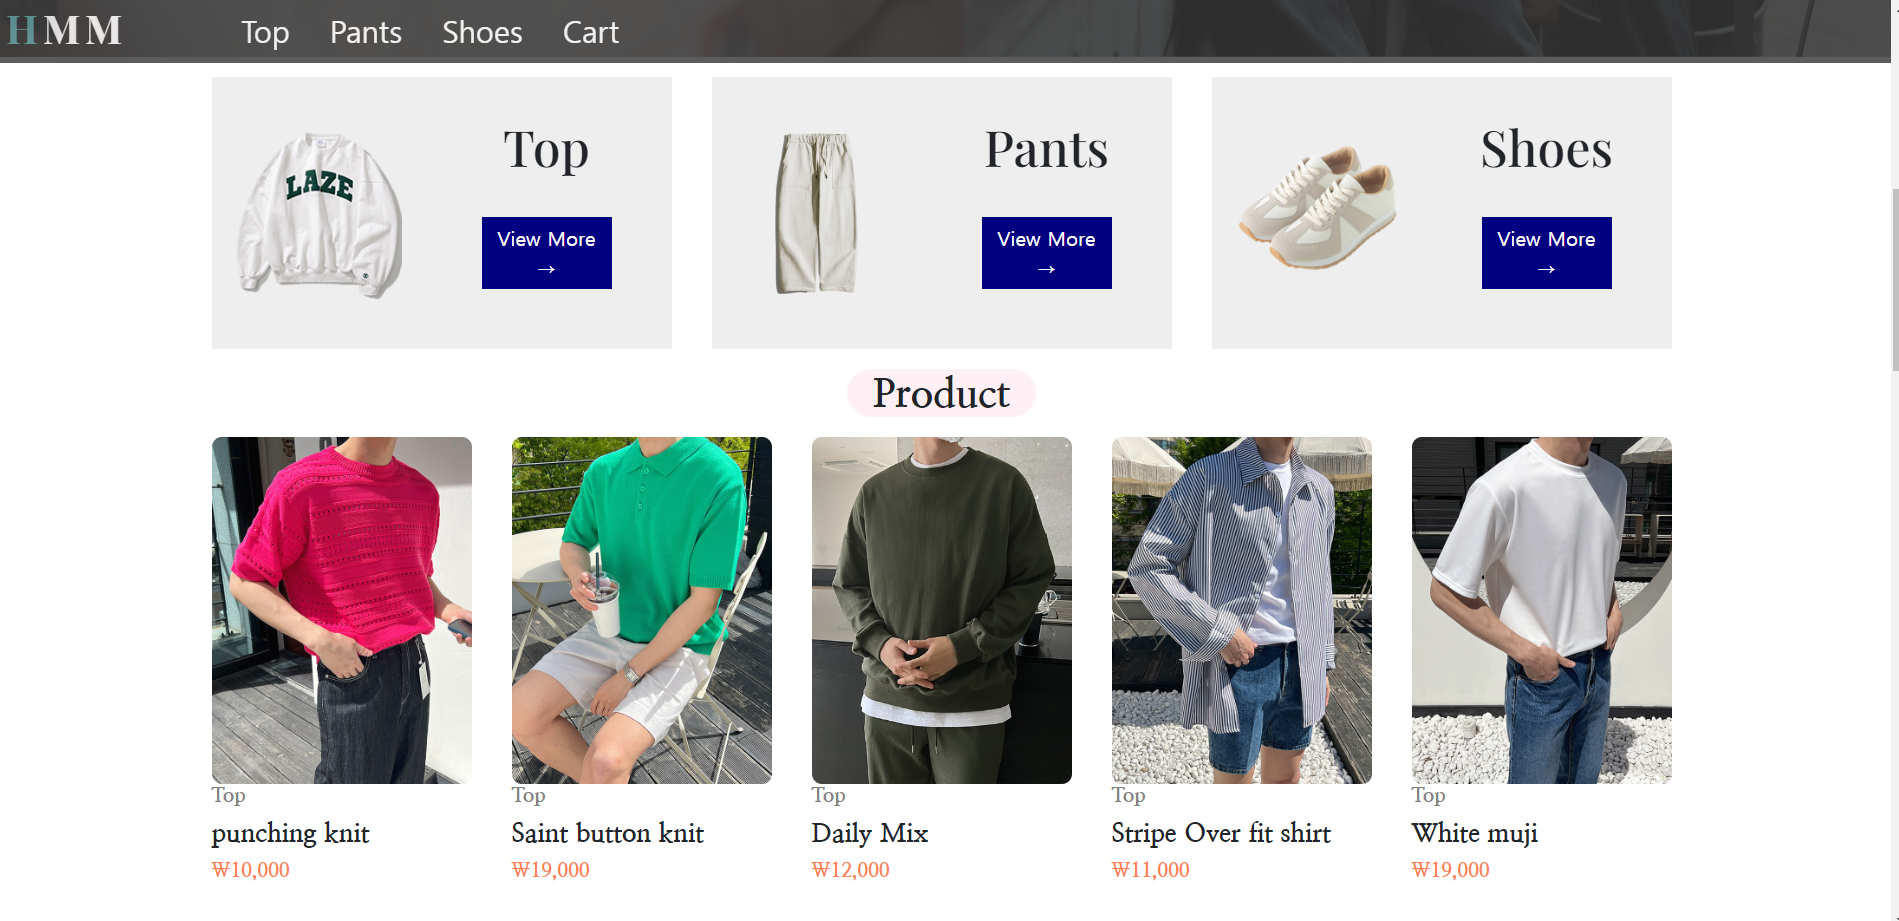 HMM Top Pants Shoes Cart
LAZE
Top
View More
→
Pants
View More
→
Shoes
View More
→
Product
Top
punching knit
₩10,000
Top
Saint button knit
₩19,000
Top
Daily Mix
₩12,000
Top
Stripe Over fit shirt
₩11,000
Top
White muji
₩19,000